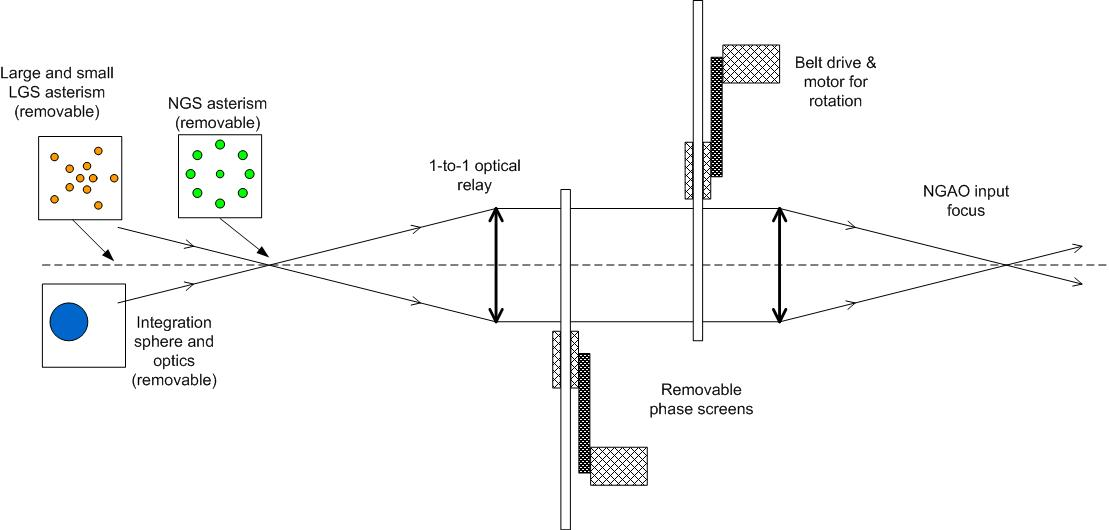 Large and small
LGS asterism
(removable)
NGS asterism
(removable)
1-to-1 optical
relay
Belt drive &
motor for
rotation
NGAO input
focus
Integration
sphere and
optics
(removable)
Removable
phase screens